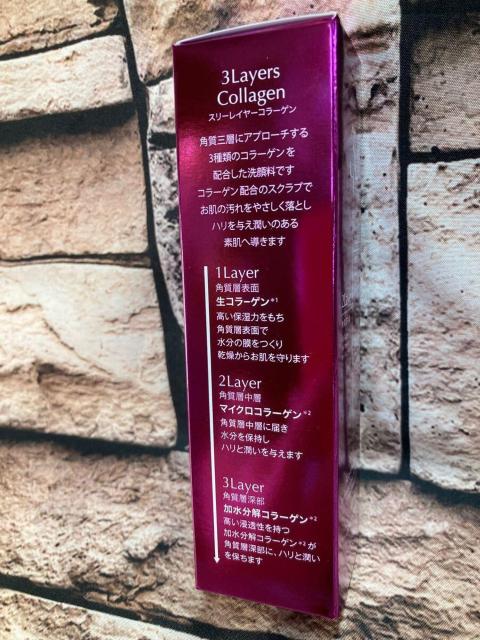 3Layers
Collagen
スリーレイヤーコラーゲン
角質三層にアプローチする
3種類のコラーゲンを
配合した洗顔料です
コラーゲン配合のスクラブで
お肌の汚れをやさしく落とし
ハリを与え潤いのある
素肌へ導きます
1Layer
角質層表面
生コラーゲン*1
高い保湿力をもち
角質層表面で
水分の膜をつくり
乾燥からお肌を守ります
2Layer
角質層中層
マイクロコラーゲン*2
角質層中層に届き
水分を保持し
ハリと潤いを与えます
3Layer
角質層深部
加水分解コラーゲン*2
高い浸透性を持つ
加水分解コラーゲン*2が
角質層深部に、ハリと潤い
を保ちます